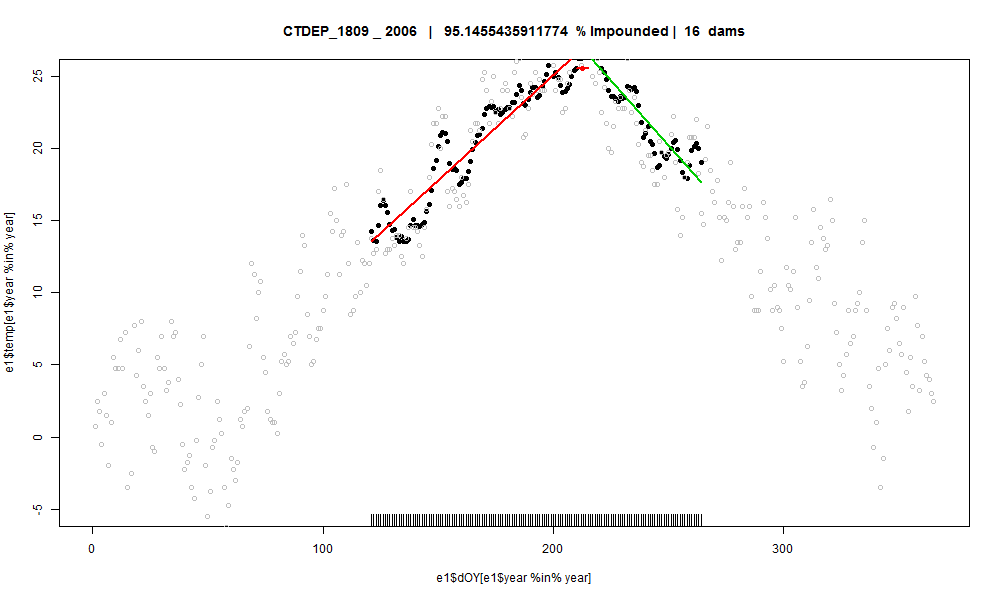 CTDEP_1809 _ 2006 | 95.1455435911774 % Impounded | 16 dams
e1$temp[e1$year %in% year]
25
20
15
10
5
0
-5
0 100 200 300
e1$dOY[e1$year %in% year]